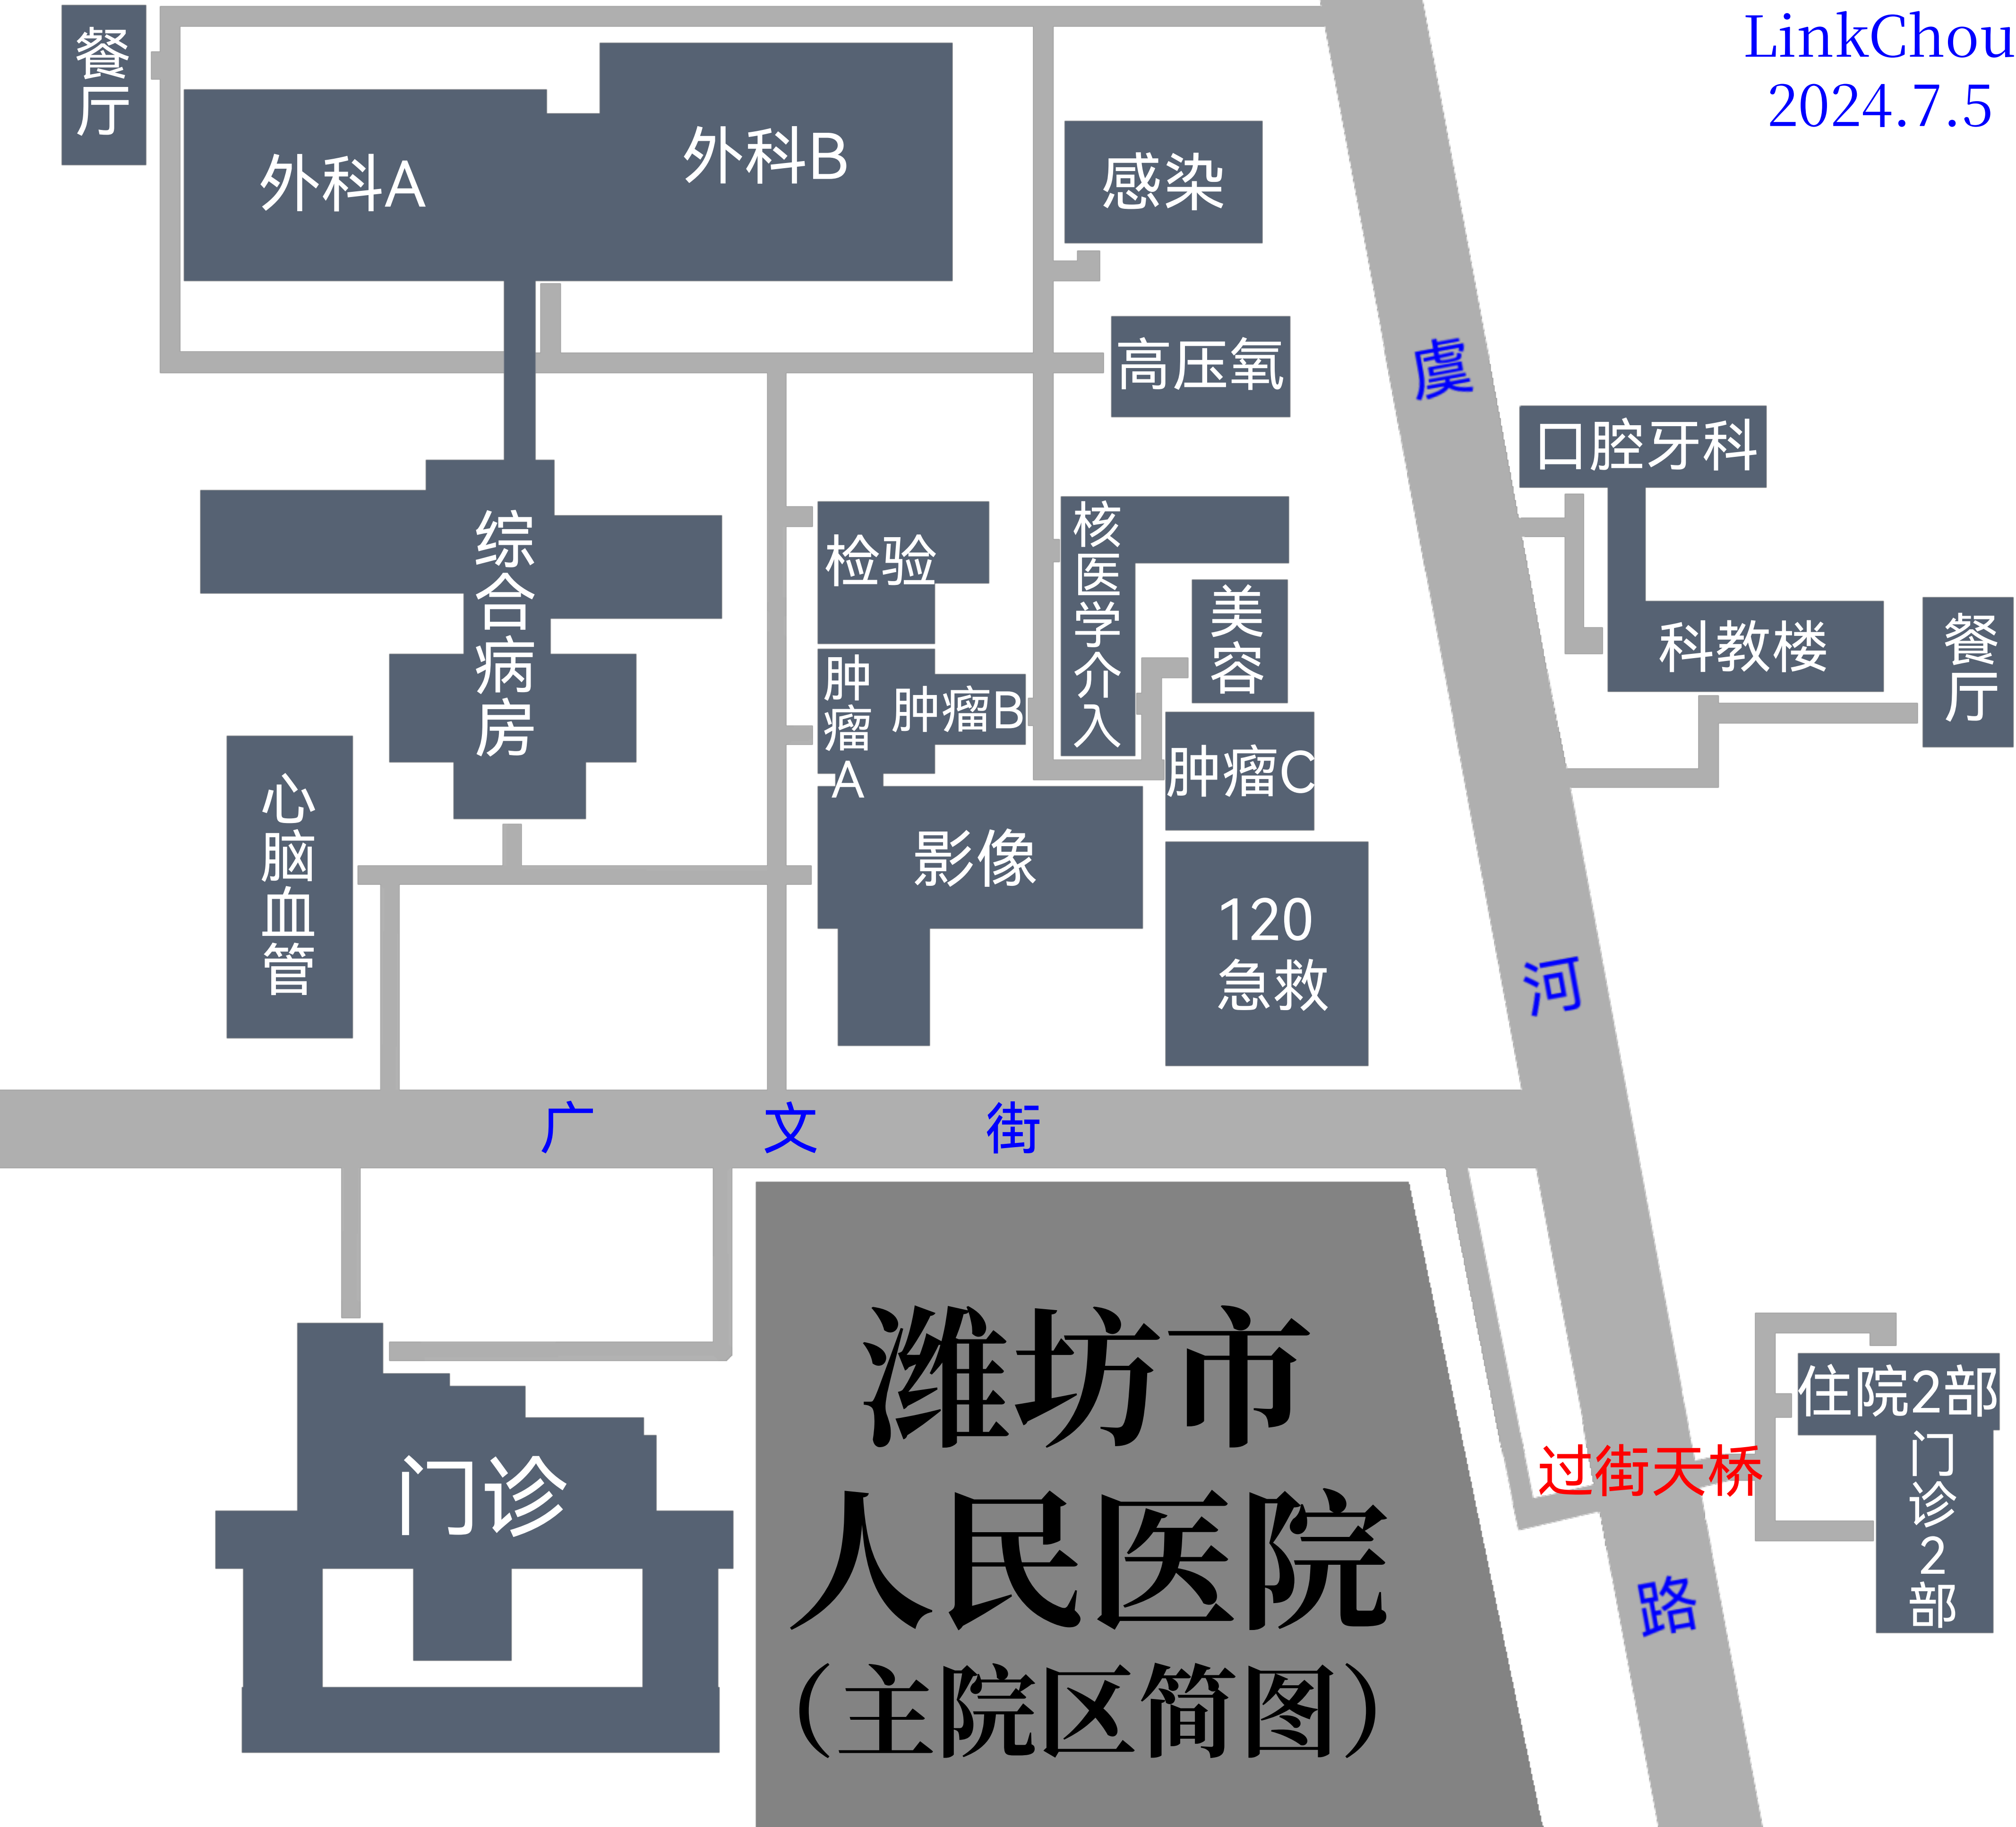 LinkChou
2024.7.5
餐厅
外科A
外科B
感染
高压氧
虞河路
口腔牙科
科教楼
餐厅
综合病房
检验
核医学介入
美容
肿瘤A
肿瘤B
肿瘤C
心脑血管
影像
120
急救
广文街
门诊
过街天桥
住院2部
门诊2部
潍坊市
人民医院
（主院区简图）